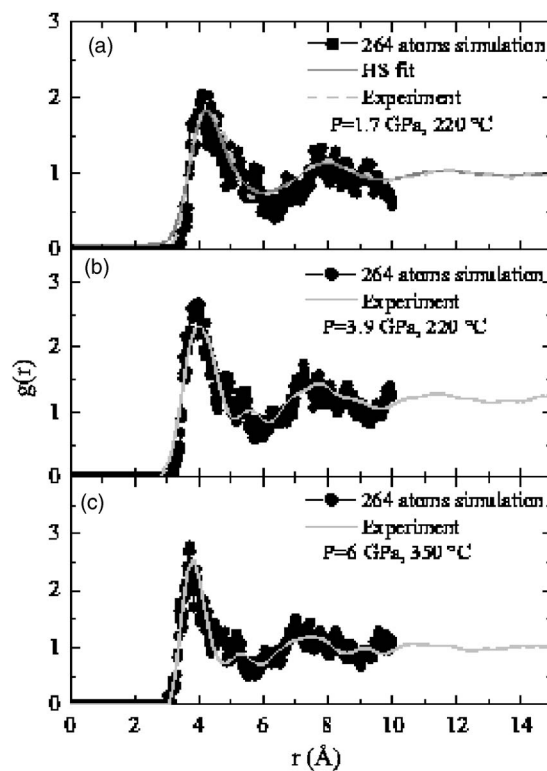 (a)
264 atoms simulation
HS fit
Experiment
P=1.7 GPa, 220 °C
3
2
1
0
(b)
264 atoms simulation
Experiment
P=3.9 GPa, 220 °C
g(r)
3
2
1
0
(c)
264 atoms simulation
Experiment
P=6 GPa, 350 °C
3
2
1
0
0 2 4 6 8 10 12 14
r (Å)